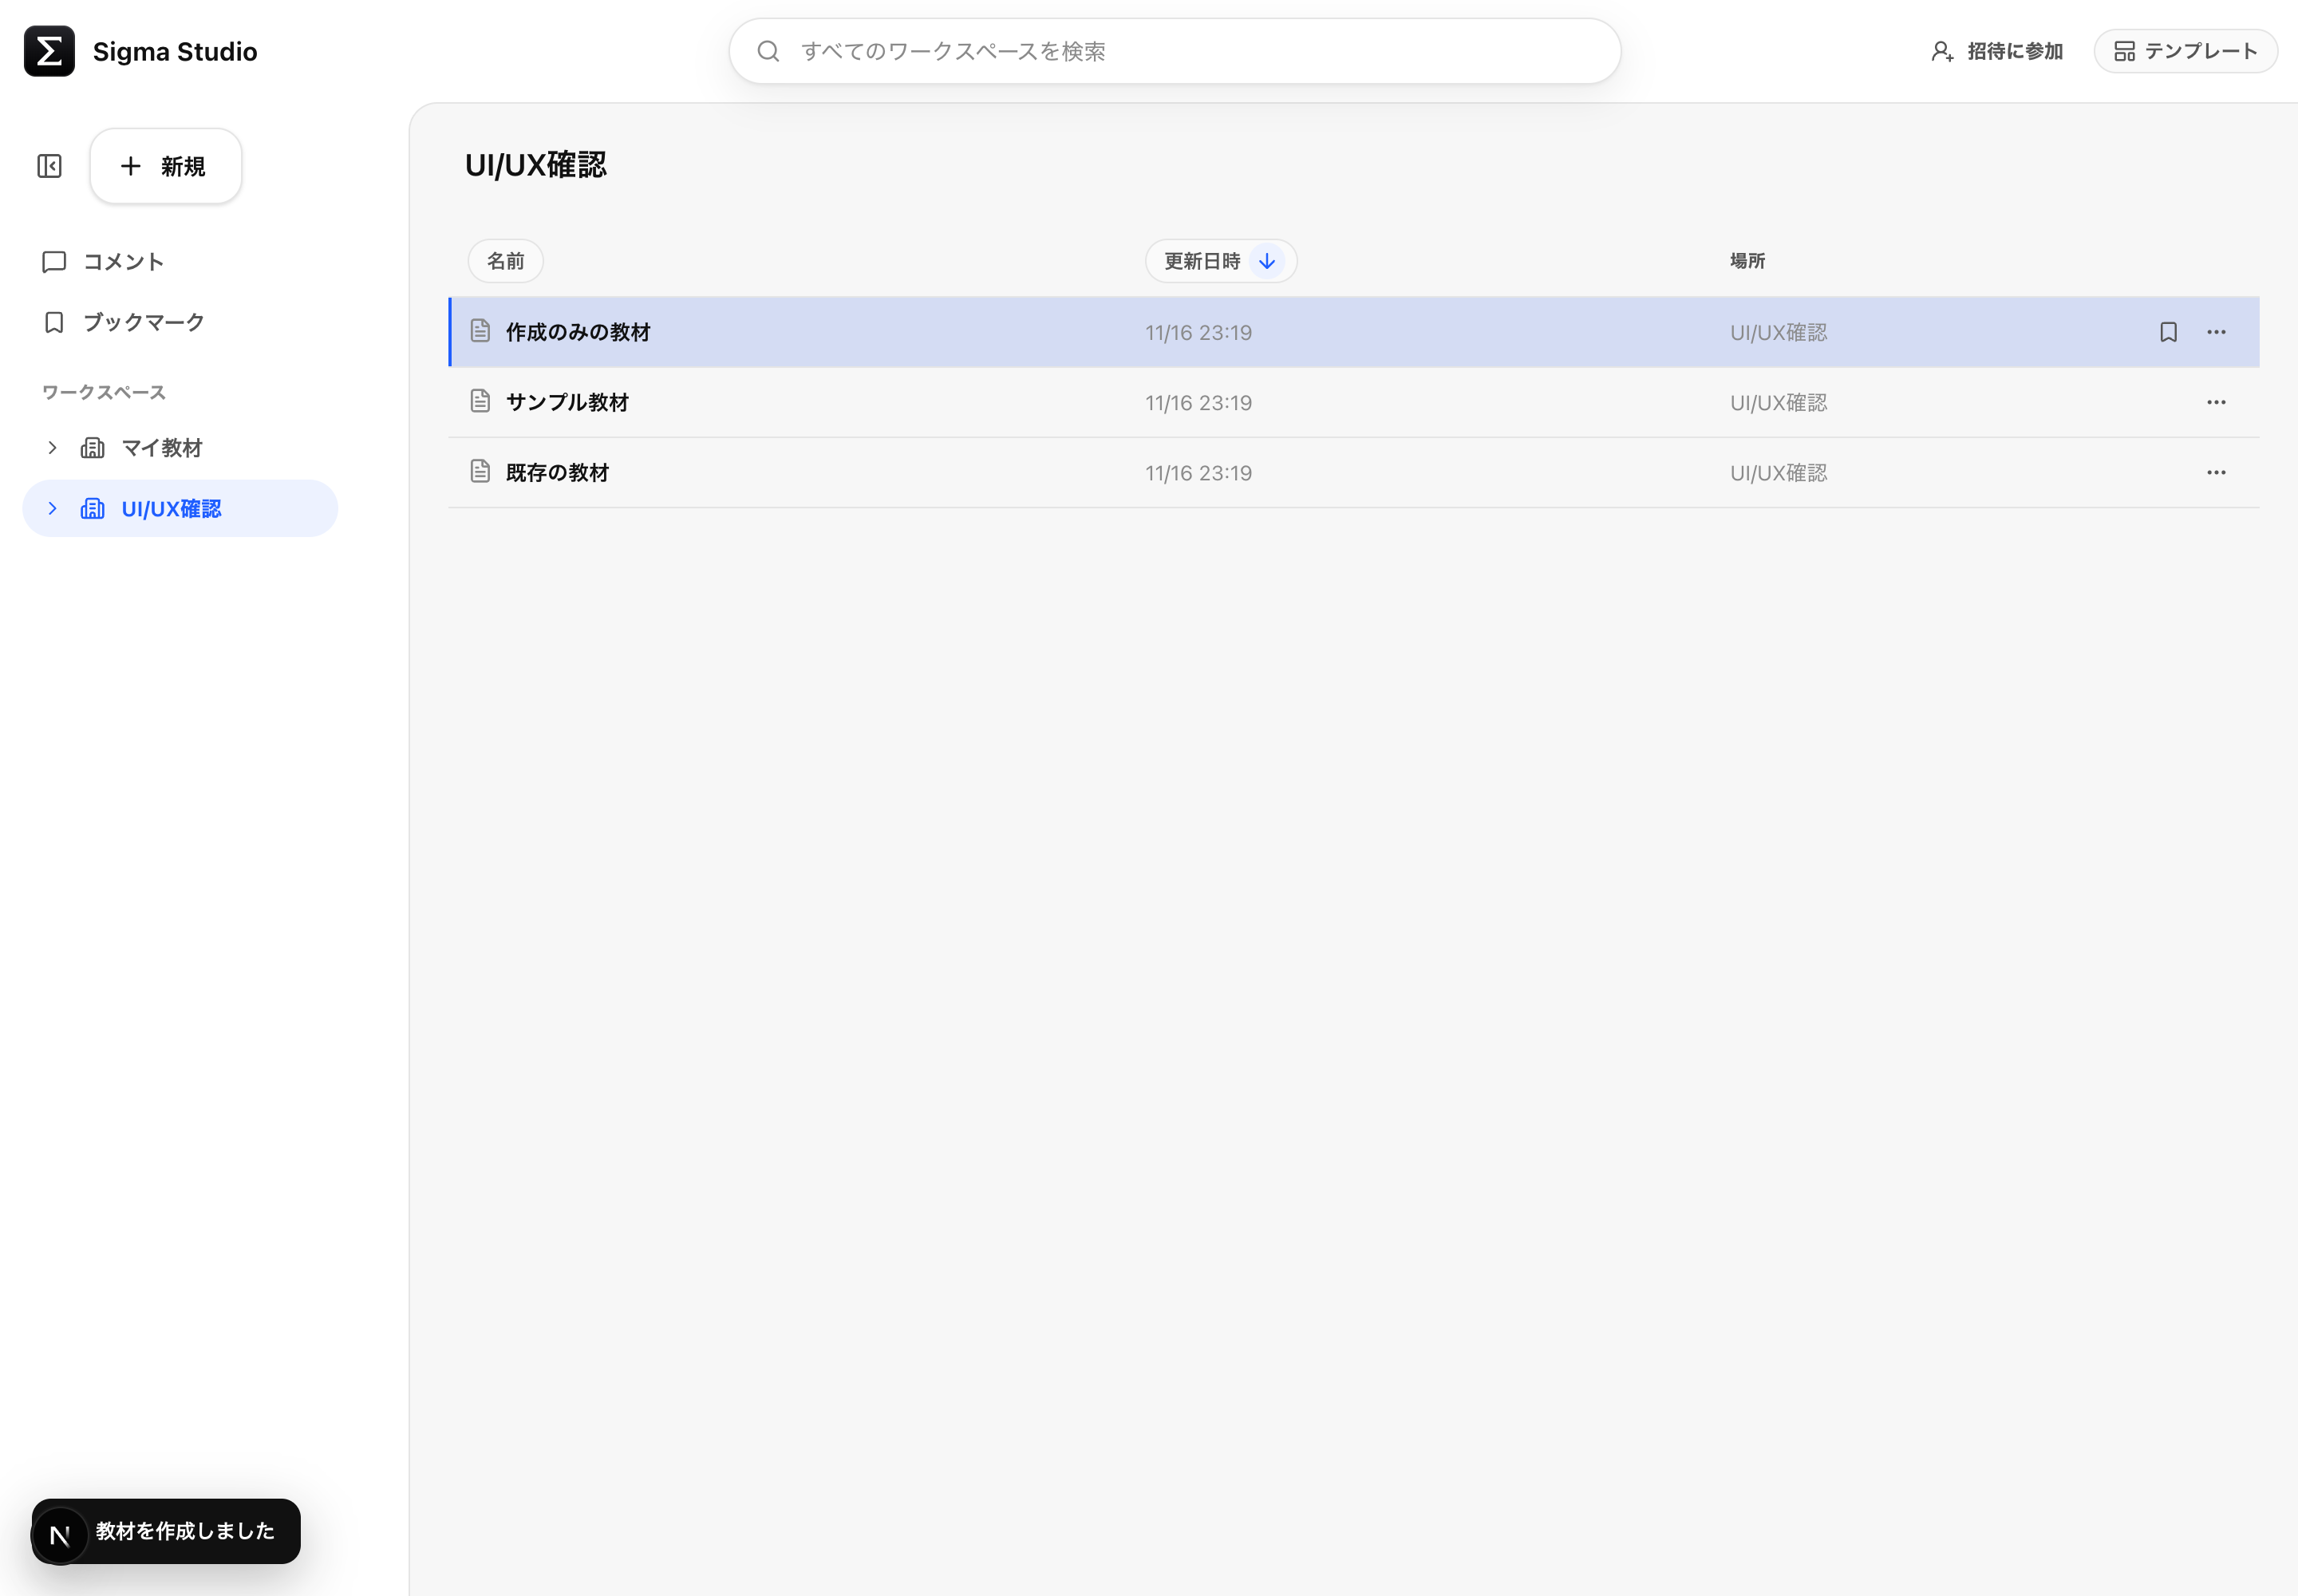 Sigma Studio
すべてのワークスペースを検索
招待に参加
テンプレート
新規
コメント
ブックマーク
ワークスペース
マイ教材
UI/UX確認
UI/UX確認
名前
更新日時
場所
作成のみの教材
11/16 23:19
UI/UX確認
サンプル教材
11/16 23:19
UI/UX確認
既存の教材
11/16 23:19
UI/UX確認
教材を作成しました